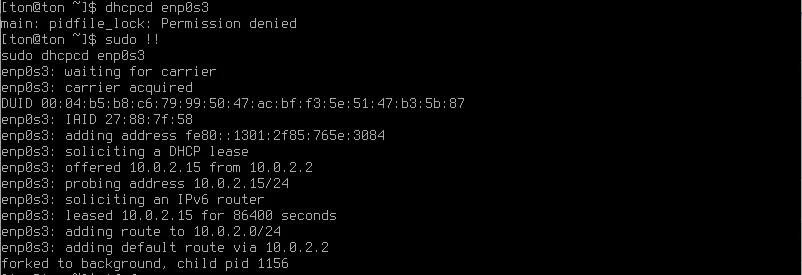 [ton@ton ~]$ dhcpcd enp0s3
main: pidfile_lock: Permission denied
[ton@ton ~]$ sudo !!
sudo dhcpcd enp0s3
enp0s3: waiting for carrier
enp0s3: carrier acquired
DUID 00:04:b5:b8:c6:79:99:50:47:ac:bf:f3:5e:51:47:b3:5b:87
enp0s3: IAID 27:88:7f:58
enp0s3: adding address fe80::1301:2f85:765e:3084
enp0s3: soliciting a DHCP lease
enp0s3: offered 10.0.2.15 from 10.0.2.2
enp0s3: probing address 10.0.2.15/24
enp0s3: soliciting an IPv6 router
enp0s3: leased 10.0.2.15 for 86400 seconds
enp0s3: adding route to 10.0.2.0/24
enp0s3: adding default route via 10.0.2.2
forked to background, child pid 1156